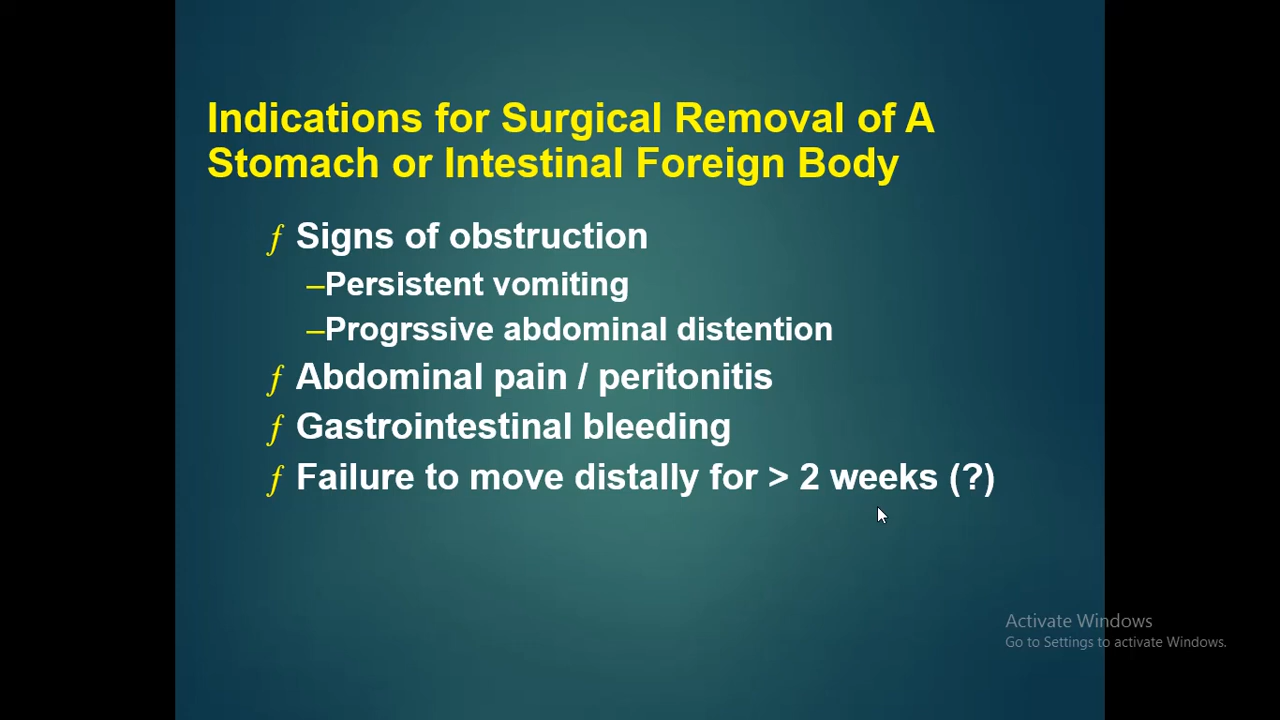 Indications for Surgical Removal of A
Stomach or Intestinal Foreign Body
ƒ Signs of obstruction
–Persistent vomiting
–Progrssive abdominal distention
ƒ Abdominal pain / peritonitis
ƒ Gastrointestinal bleeding
ƒ Failure to move distally for > 2 weeks (?)
Activate Windows
Go to Settings to activate Windows.